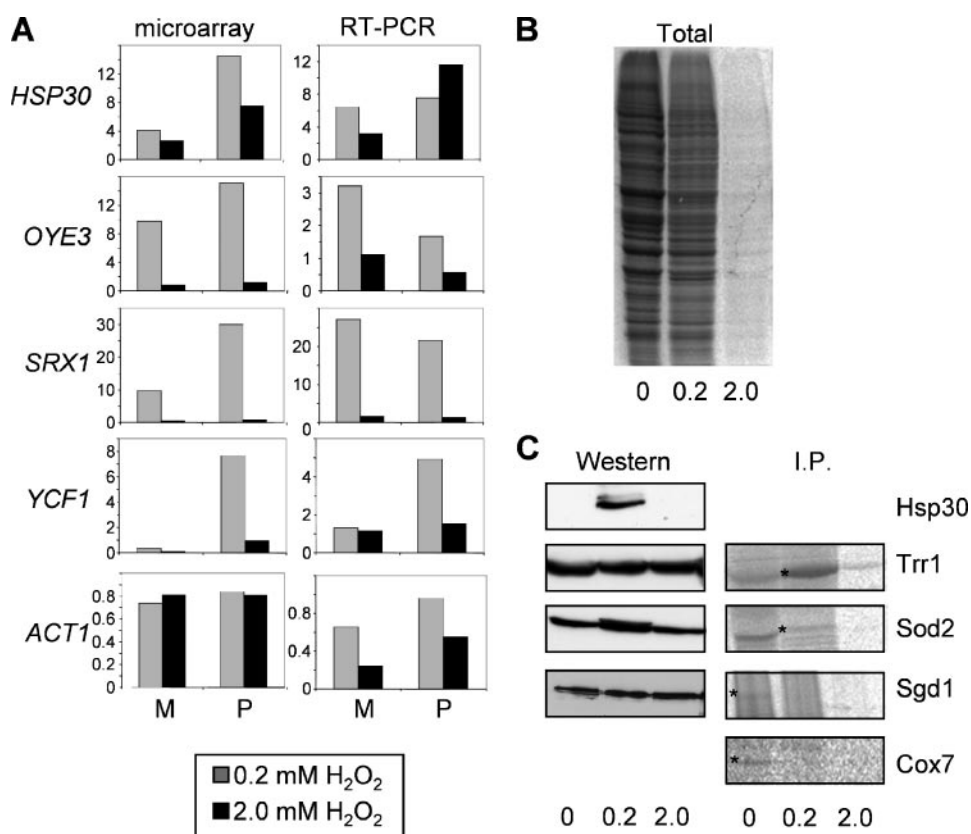 A
microarray
RT-PCR
HSP30
12
8
4
0
12
8
4
0
OYE3
12
8
4
0
3
2
1
0
SRX1
30
20
10
0
20
10
0
YCF1
8
6
4
2
0
4
2
0
ACT1
0.8
0.6
0.4
0.2
0
0.8
0.4
0
M P
M P
0.2 mM H₂O₂
2.0 mM H₂O₂
B
Total
0 0.2 2.0
C
Western
I.P.
Hsp30
* Trr1
* Sod2
* Sgd1
* Cox7
0 0.2 2.0
0 0.2 2.0